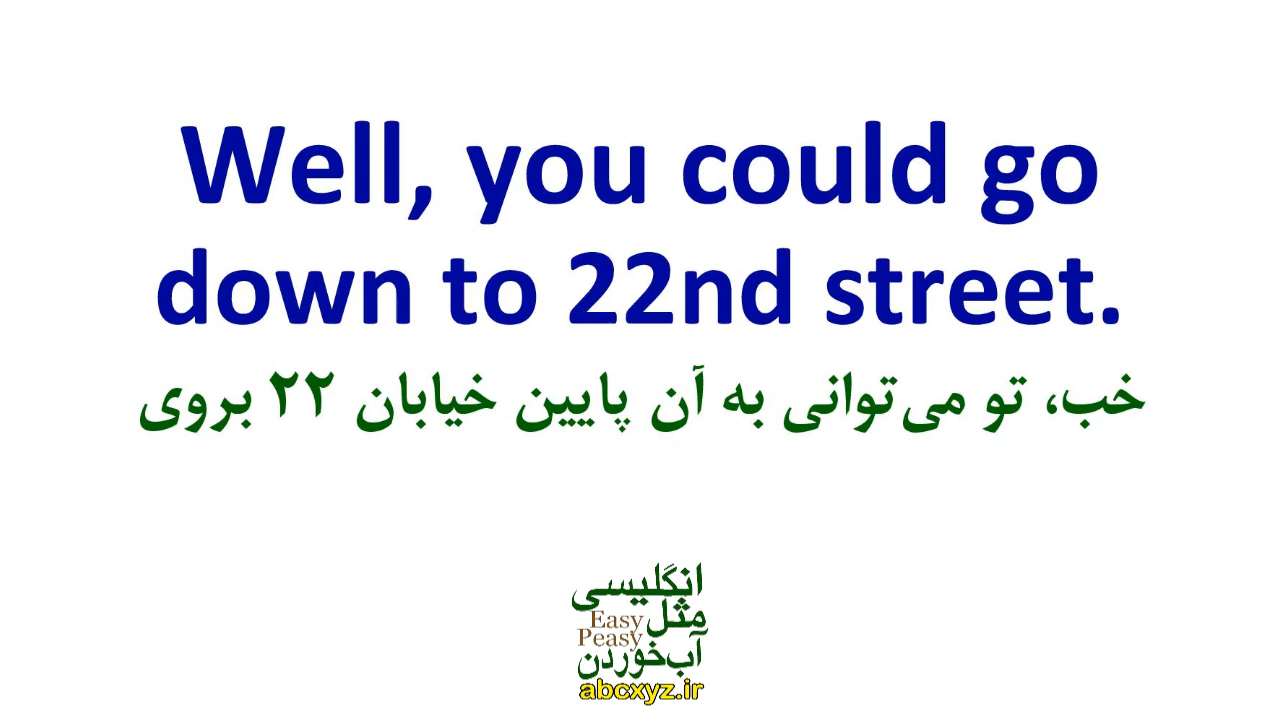 Well, you could go
down to 22nd street.
خب، تو می‌توانی به آن پایین خیابان ۲۲ بروی
انگلیسی
مثل
Easy
Peasy
آب‌خوردن
abcxyz.ir